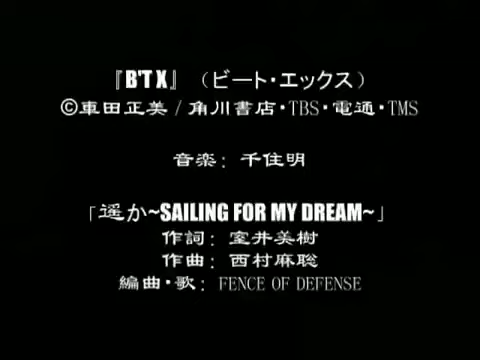 『B'T X』 （ビート・エックス）
©車田正美 / 角川書店・TBS・電通・TMS
音楽: 千住明
「遥か~SAILING FOR MY DREAM~」
作詞: 室井美樹
作曲: 西村麻聡
編曲・歌: FENCE OF DEFENSE